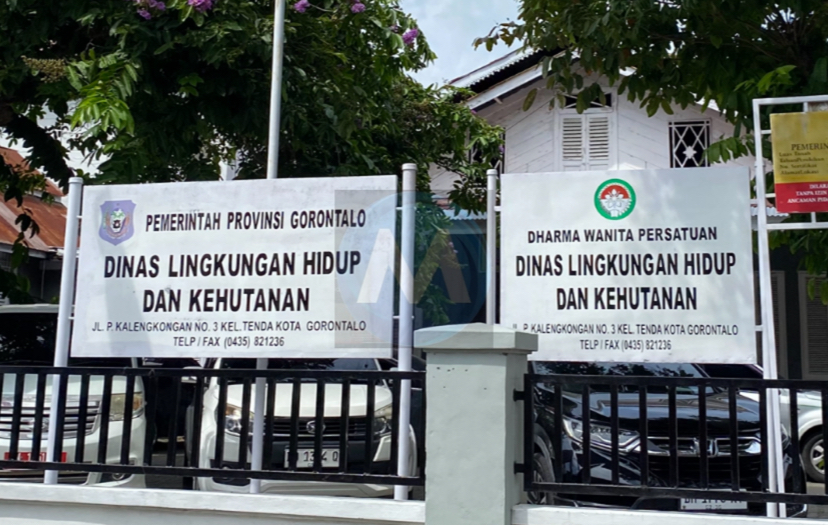 PEMERINTAH PROVINSI GORONTALO
DINAS LINGKUNGAN HIDUP
DAN KEHUTANAN
JL. P. KALENGKONGAN NO. 3 KEL. TENDA KOTA GORONTALO
TELP / FAX (0435) 821236
DHARMA WANITA PERSATUAN
DINAS LINGKUNGAN HIDUP
DAN KEHUTANAN
JL. P. KALENGKONGAN NO. 3 KEL. TENDA KOTA GORONTALO
TELP / FAX (0435) 821236
M